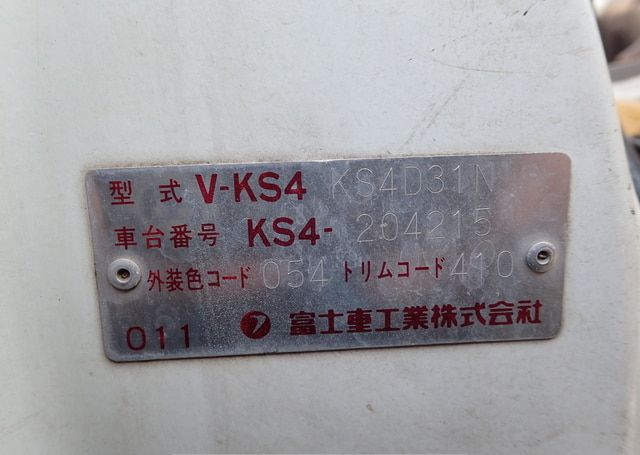 型式 V-KS4 KS4D31N
車台番号 KS4-204215
外装色コード 054 トリムコード 410
011 富士重工業株式会社